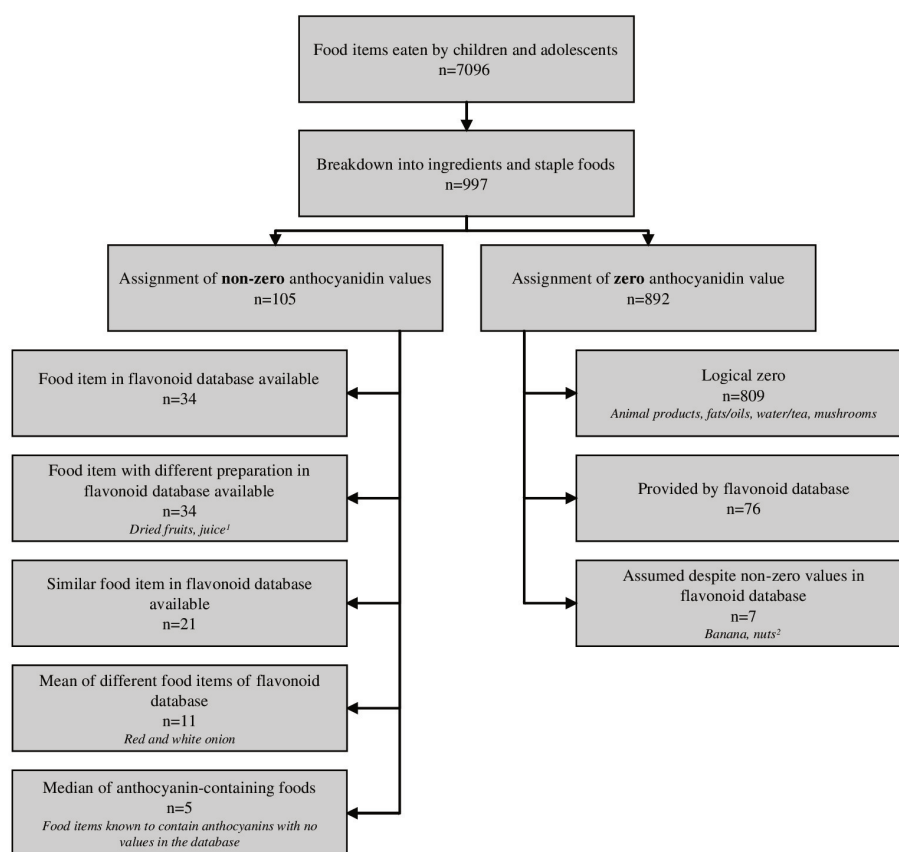 Food items eaten by children and adolescents
n=7096
Breakdown into ingredients and staple foods
n=997
Assignment of non-zero anthocyanidin values
n=105
Assignment of zero anthocyanidin value
n=892
Food item in flavonoid database available
n=34
Food item with different preparation in
flavonoid database available
n=34
Dried fruits, juice¹
Similar food item in flavonoid database
available
n=21
Mean of different food items of flavonoid
database
n=11
Red and white onion
Median of anthocyanin-containing foods
n=5
Food items known to contain anthocyanins with no
values in the database
Logical zero
n=809
Animal products, fats/oils, water/tea, mushrooms
Provided by flavonoid database
n=76
Assumed despite non-zero values in
flavonoid database
n=7
Banana, nuts²